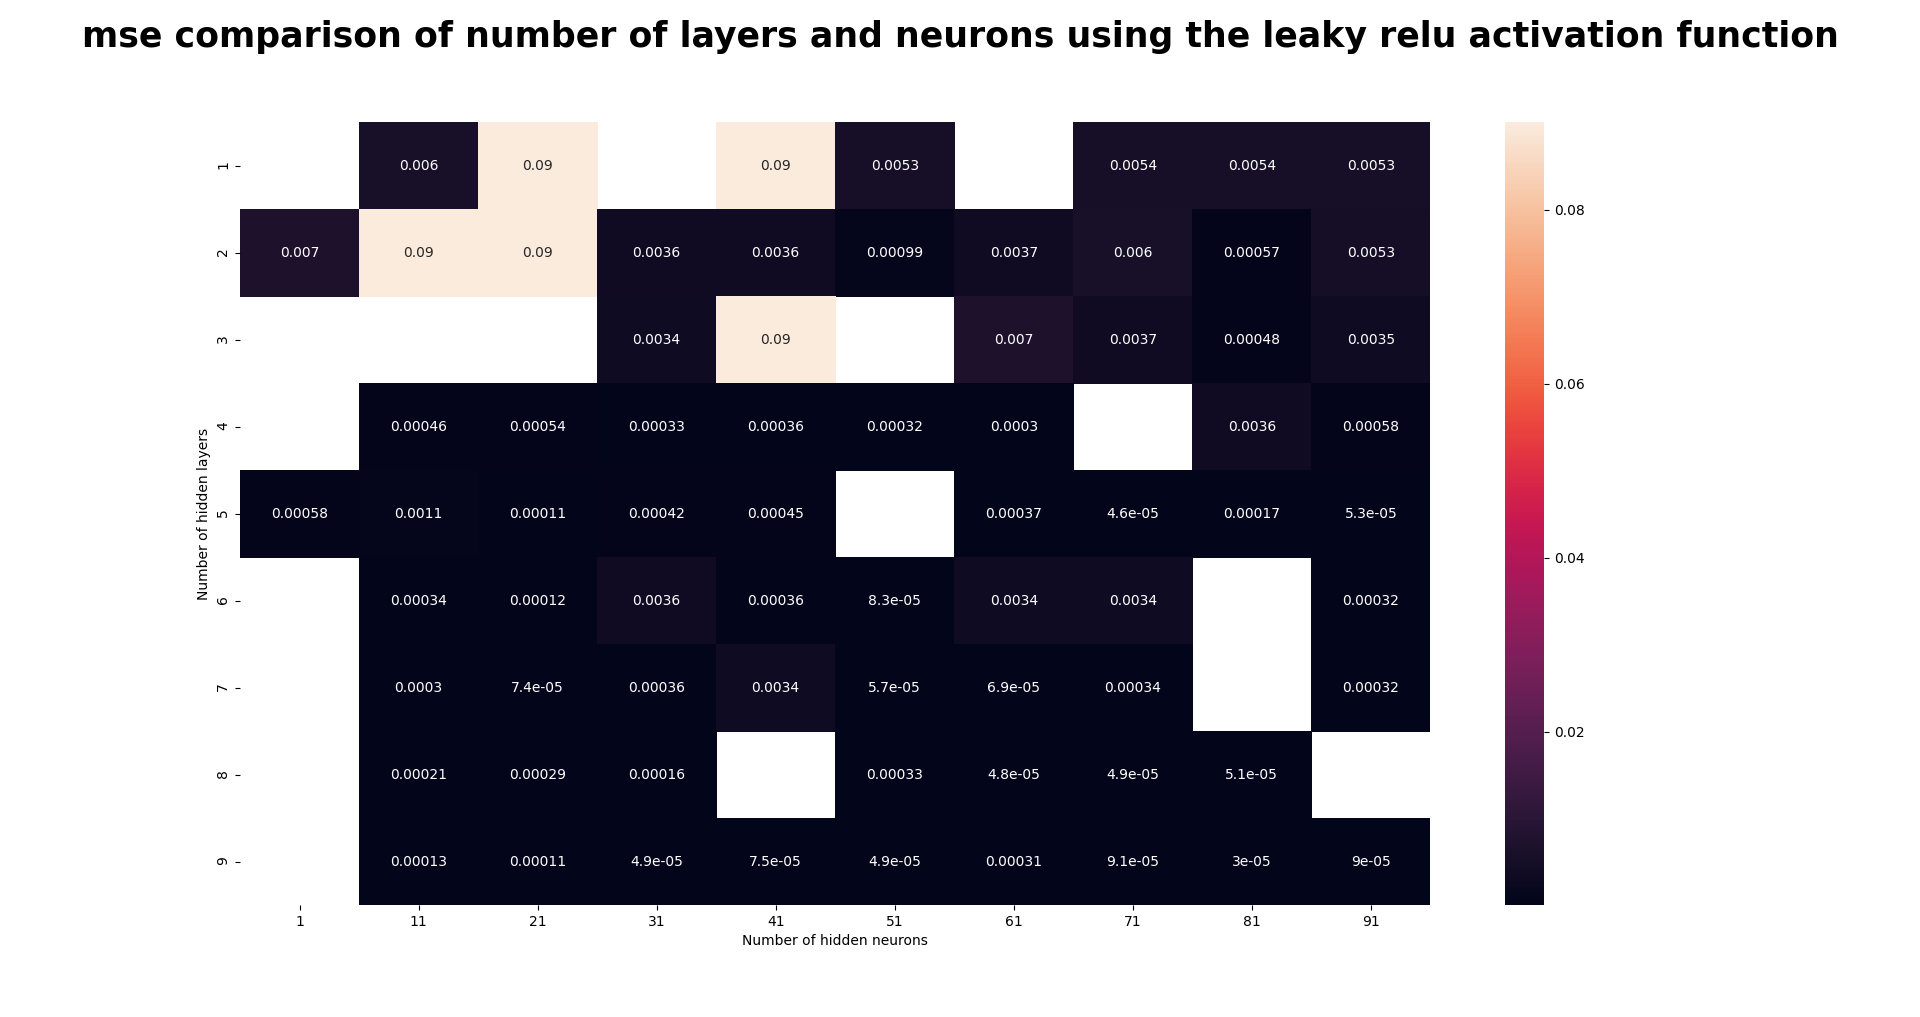 mse comparison of number of layers and neurons using the leaky relu activation function
Number of hidden layers
1 0.006 0.09 0.09 0.0053 0.0054 0.0054 0.0053
2 0.007 0.09 0.09 0.0036 0.0036 0.00099 0.0037 0.006 0.00057 0.0053
3 0.0034 0.09 0.007 0.0037 0.00048 0.0035
4 0.00046 0.00054 0.00033 0.00036 0.00032 0.0003 0.0036 0.00058
5 0.00058 0.0011 0.00011 0.00042 0.00045 0.00037 4.6e-05 0.00017 5.3e-05
6 0.00034 0.00012 0.0036 0.00036 8.3e-05 0.0034 0.0034 0.00032
7 0.0003 7.4e-05 0.00036 0.0034 5.7e-05 6.9e-05 0.00034 0.00032
8 0.00021 0.00029 0.00016 0.00033 4.8e-05 4.9e-05 5.1e-05
9 0.00013 0.00011 4.9e-05 7.5e-05 4.9e-05 0.00031 9.1e-05 3e-05 9e-05
1 11 21 31 41 51 61 71 81 91
Number of hidden neurons
0.08
0.06
0.04
0.02